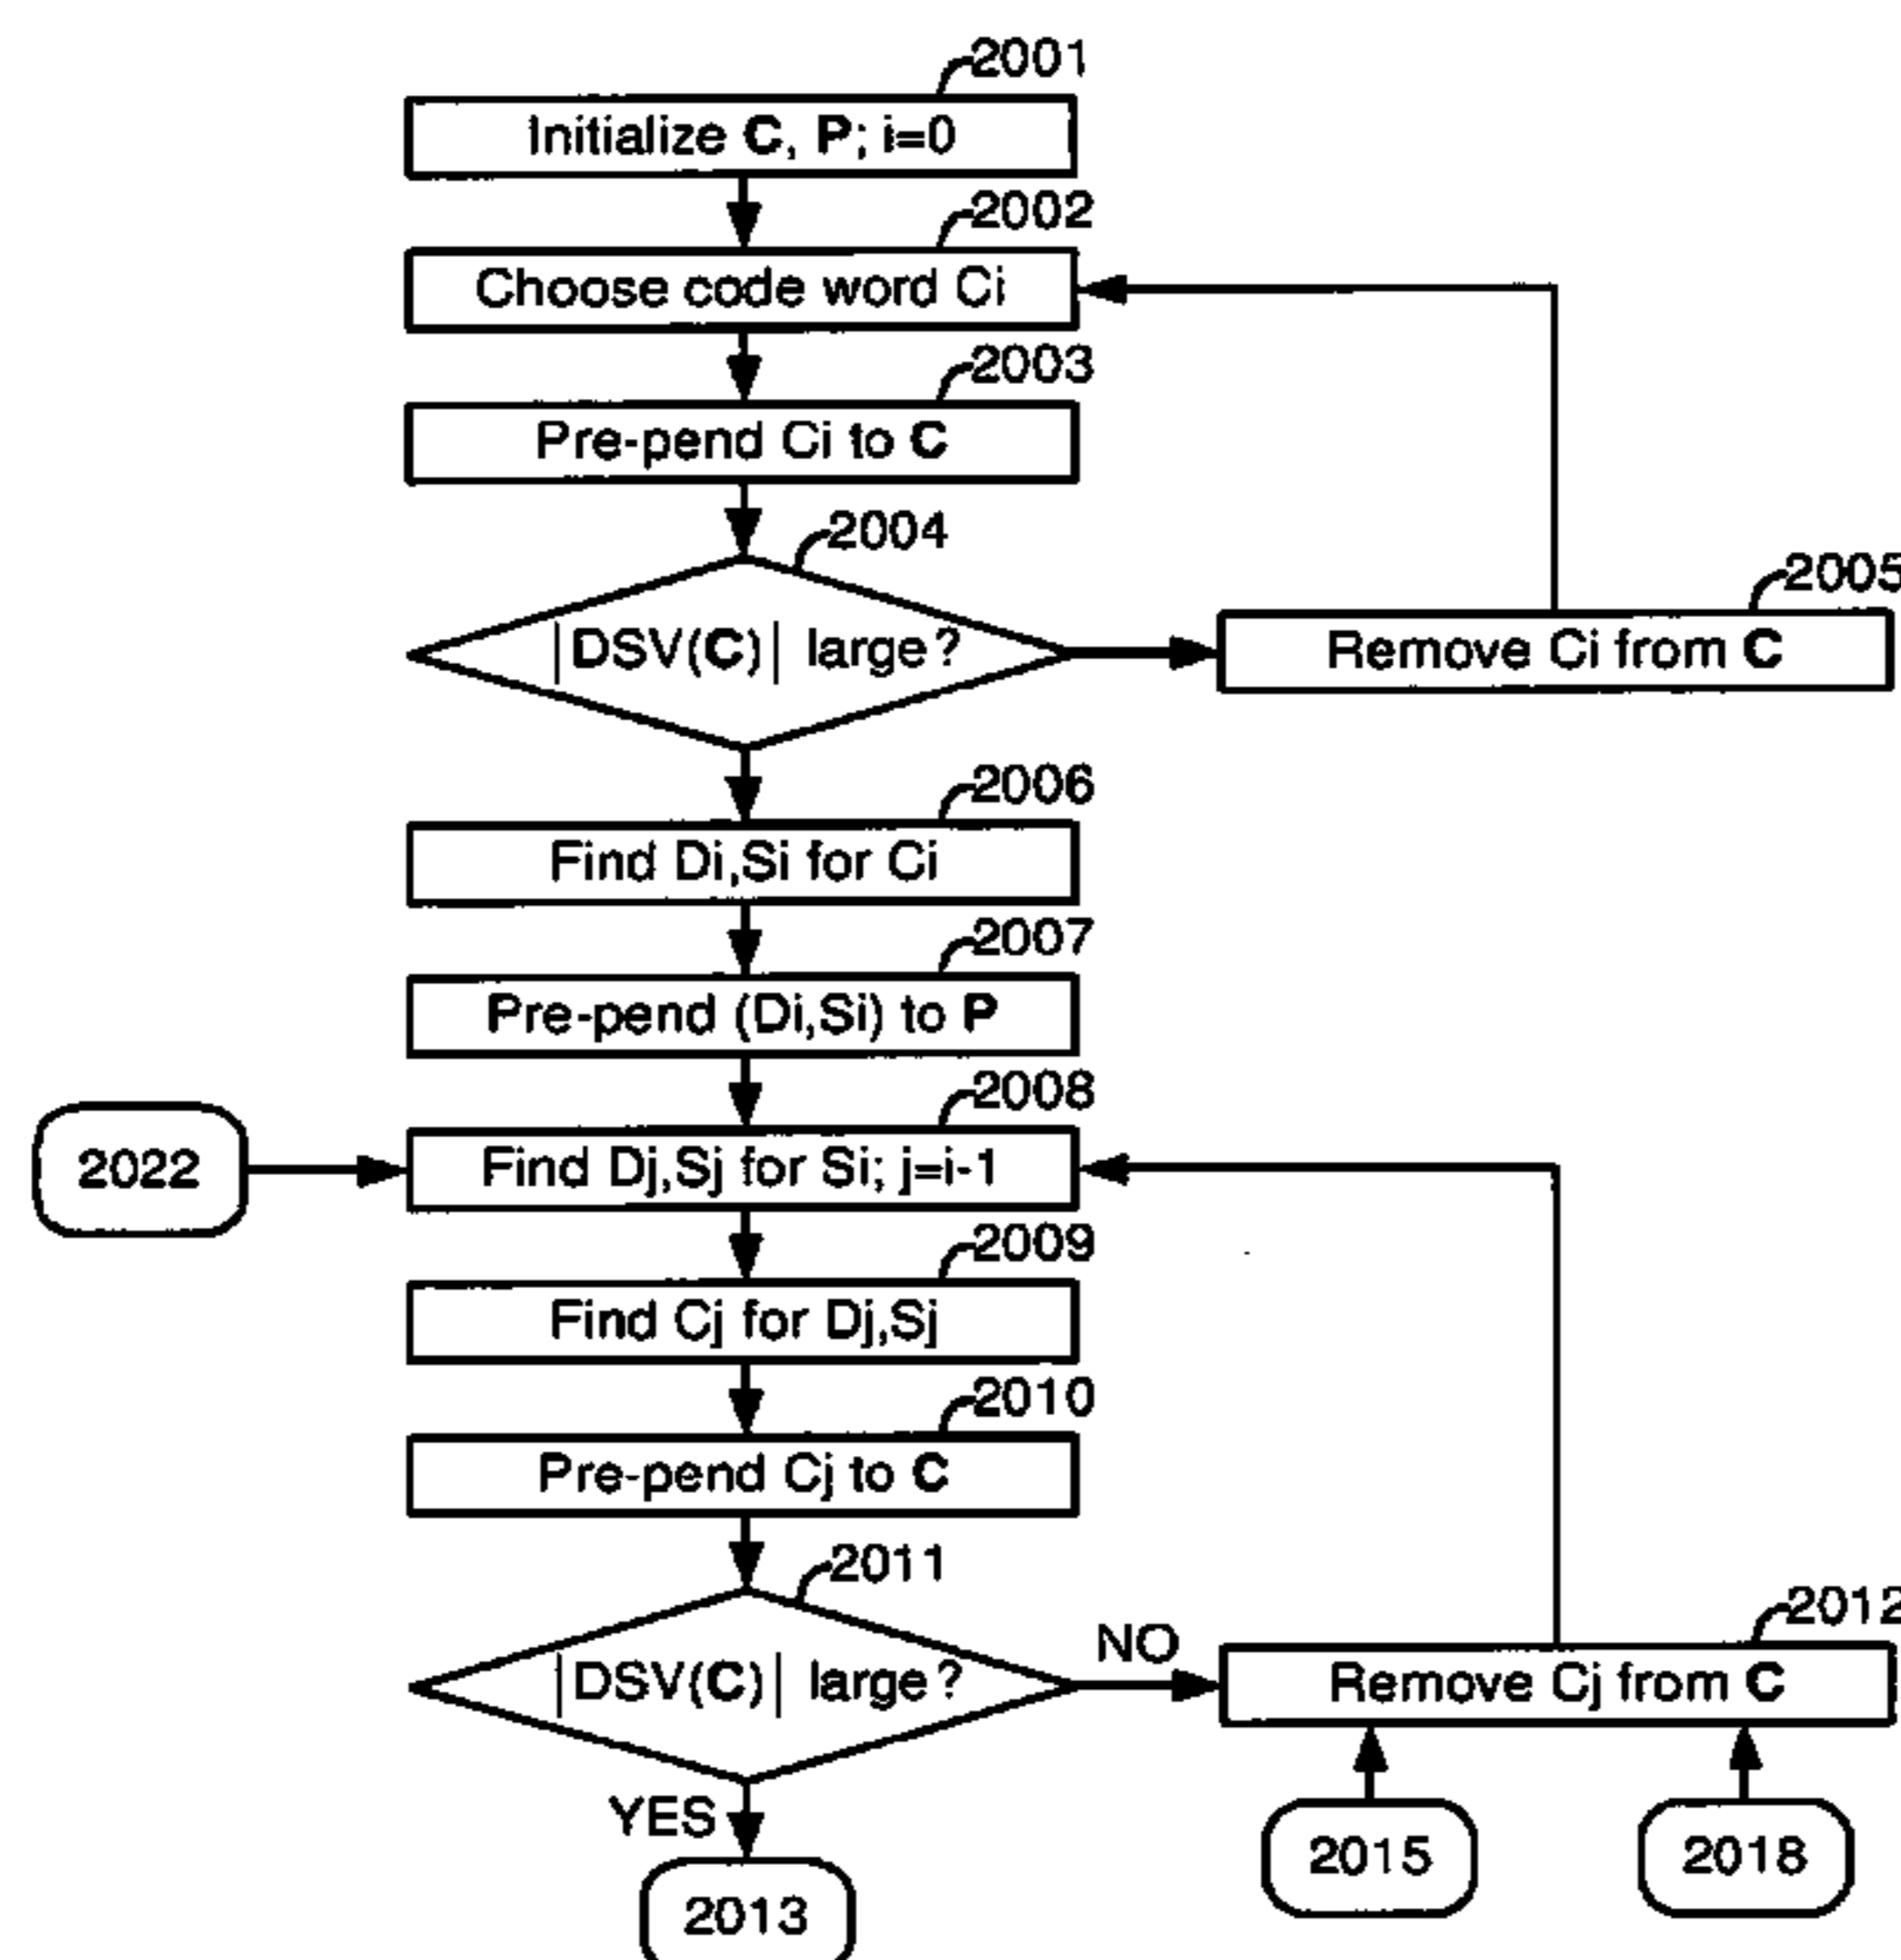 2001
Initialize C, P; i=0
2002
Choose code word Ci
2003
Pre-pend Ci to C
2004
|DSV(C)| large?
2005
Remove Ci from C
2006
Find Di,Si for Ci
2007
Pre-pend (Di,Si) to P
2008
2022
Find Dj,Sj for Si; j=i-1
2009
Find Cj for Dj,Sj
2010
Pre-pend Cj to C
2011
|DSV(C)| large?
NO
2012
Remove Cj from C
YES
2013
2015
2018